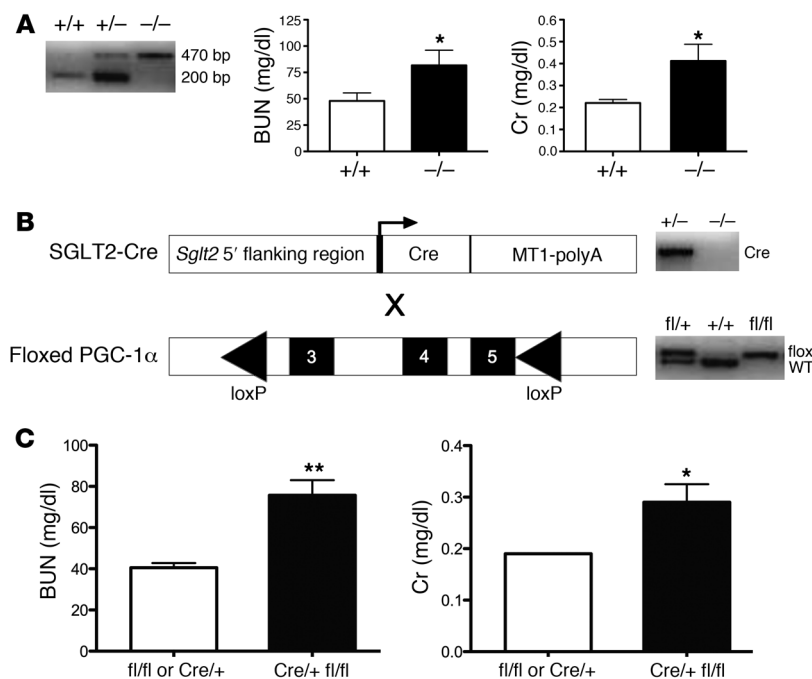 A
+/+ +/– –/–
470 bp
200 bp
BUN (mg/dl)
125
100
75
50
25
0
+/+
*
–/–
Cr (mg/dl)
0.6
0.5
0.4
0.3
0.2
0.1
0.0
+/+
*
–/–
B
SGLT2-Cre
Sglt2 5′ flanking region
Cre
MT1-polyA
+/– –/–
Cre
X
Floxed PGC-1α
3
4
5
loxP
loxP
fl/+ +/+ fl/fl
flox
WT
C
BUN (mg/dl)
100
80
60
40
20
0
**
fl/fl or Cre/+
Cre/+ fl/fl
Cr (mg/dl)
0.4
0.3
0.2
0.1
0.0
*
fl/fl or Cre/+
Cre/+ fl/fl